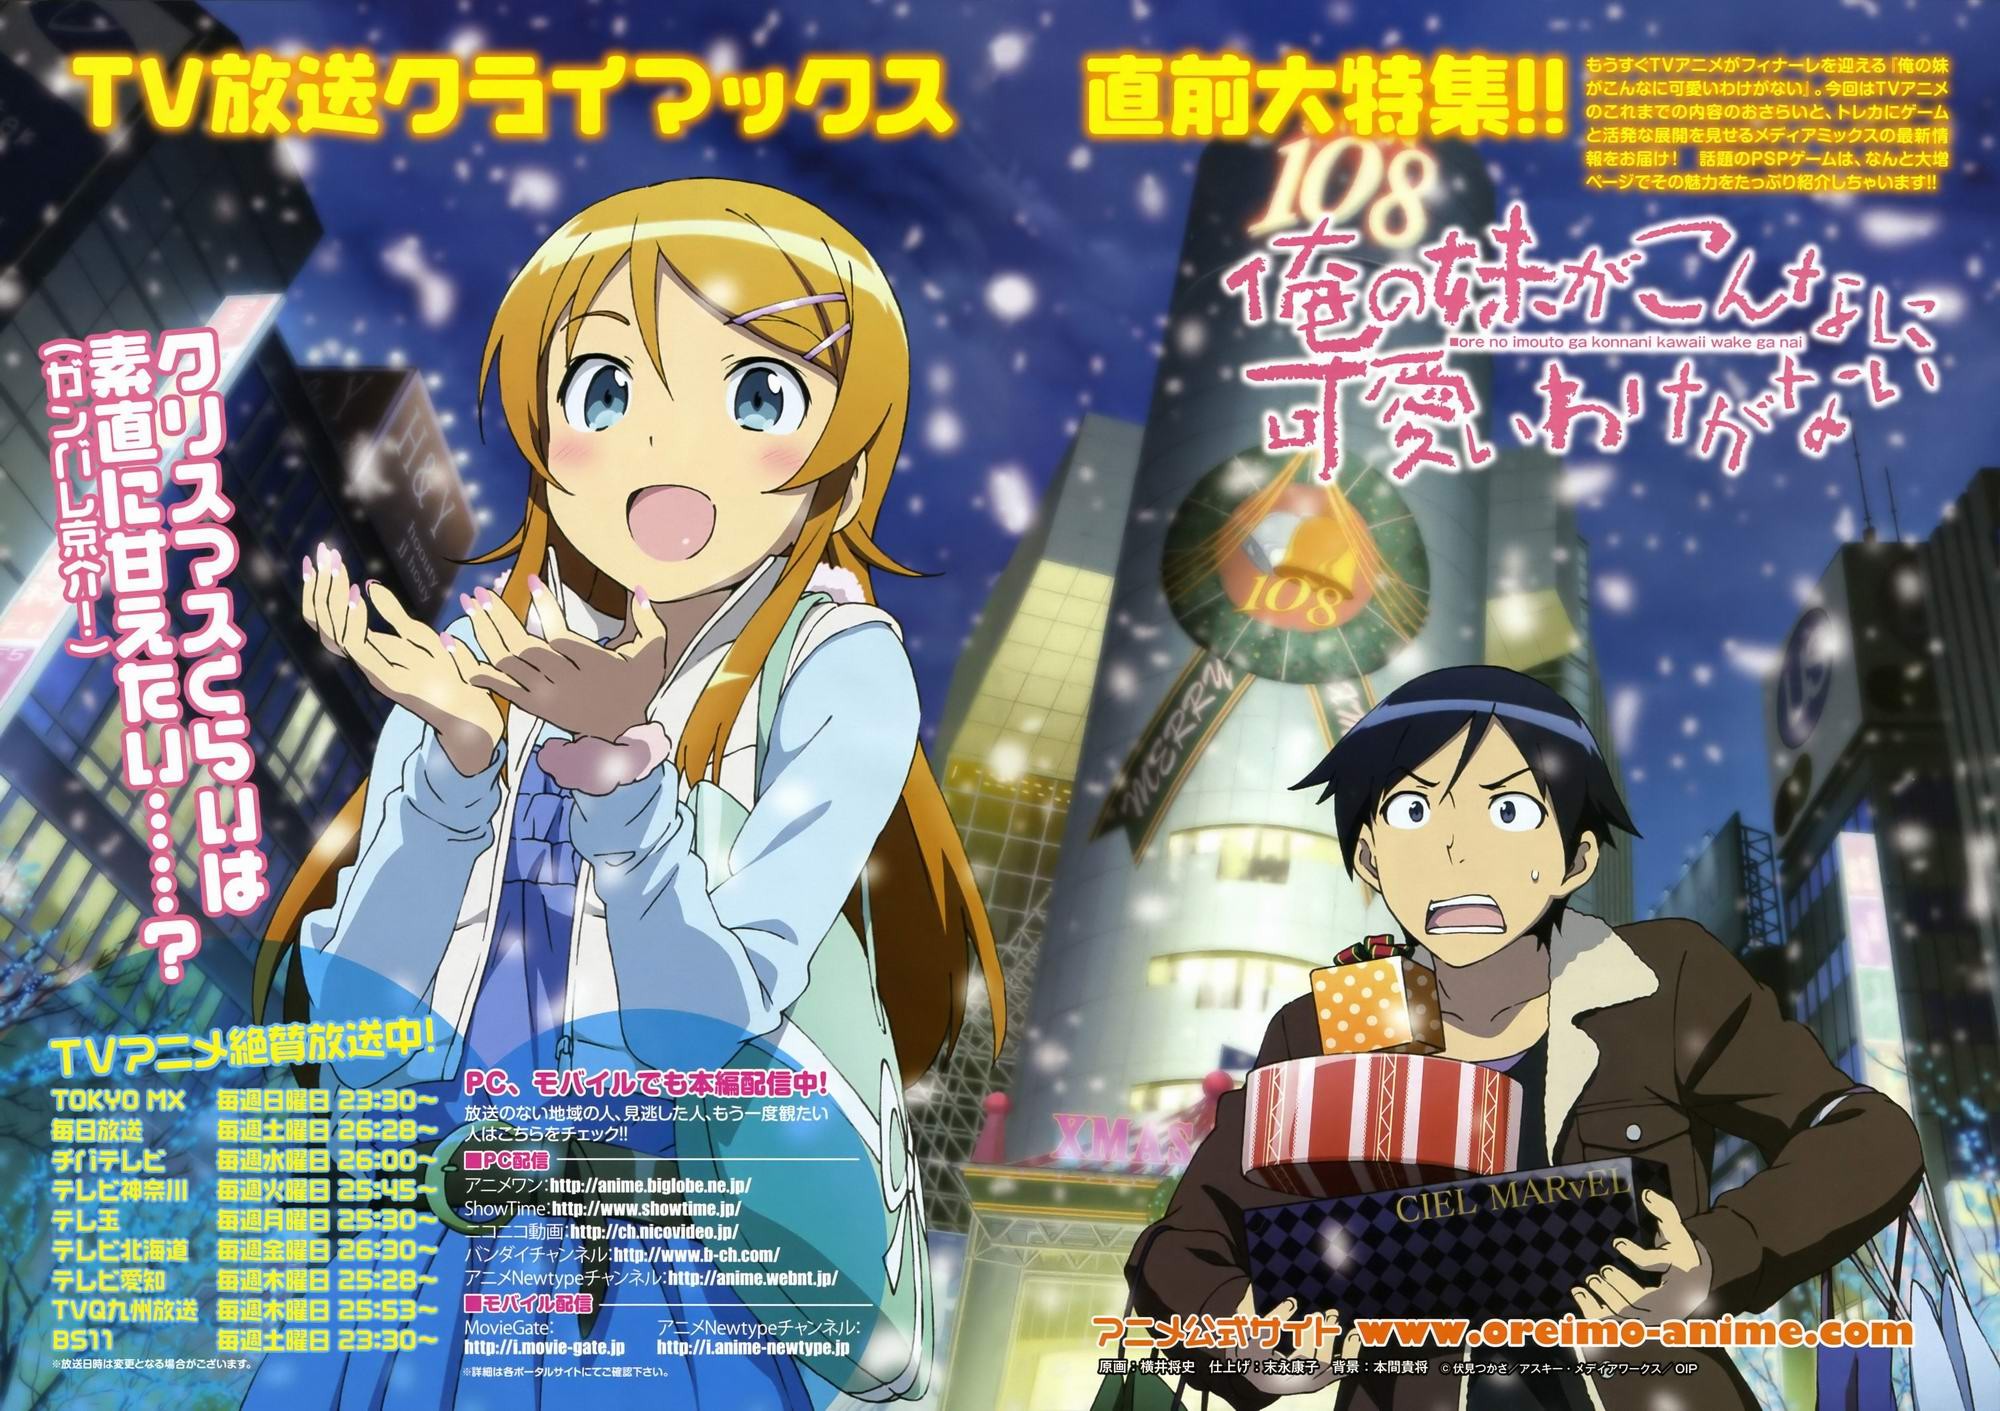 TV放送クライマックス 直前大特集!!
もうすぐTVアニメがフィナーレを迎える『俺の妹
がこんなに可愛いわけがない』。今回はTVアニメ
のこれまでの内容のおさらいと、トレカにゲーム
と活発な展開を見せるメディアミックスの最新情
報をお届け! 話題のPSPゲームは、なんと大増
ページでその魅力をたっぷり紹介しちゃいます!!
108
俺の妹がこんなに
■ore no imouto ga konnani kawaii wake ga nai
可愛いわけがない
クリスマスくらいは
素直に甘えたい……?
(ガンバレ京介!)
H&Y
108
MERRY
XMAS
CIEL MARvEL
TVアニメ絶賛放送中!
TOKYO MX 毎週日曜日 23:30~
毎日放送 毎週土曜日 26:28~
チバテレビ 毎週水曜日 26:00~
テレビ神奈川 毎週火曜日 25:45~
テレ玉 毎週月曜日 25:30~
テレビ北海道 毎週金曜日 26:30~
テレビ愛知 毎週木曜日 25:28~
TVQ九州放送 毎週木曜日 25:53~
BS11 毎週土曜日 23:30~
※放送日時は変更となる場合がございます。
PC、モバイルでも本編配信中!
放送のない地域の人、見逃した人、もう一度観たい
人はこちらをチェック!!
■PC配信
アニメワン:http://anime.biglobe.ne.jp/
ShowTime:http://www.showtime.jp/
ニコニコ動画:http://ch.nicovideo.jp/
バンダイチャンネル:http://www.b-ch.com/
アニメNewtypeチャンネル:http://anime.webnt.jp/
■モバイル配信
MovieGate: アニメNewtypeチャンネル:
http://i.movie-gate.jp http://i.anime-newtype.jp
※詳細は各ポータルサイトにてご確認下さい。
アニメ公式サイト www.oreimo-anime.com
原画:横井将史 仕上げ:末永康子 背景:本間貴将 ©伏見つかさ/アスキー・メディアワークス/OIP